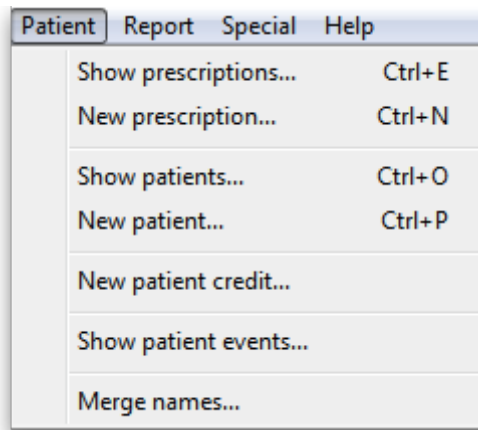 Patient Report Special Help
Show prescriptions... Ctrl+E
New prescription... Ctrl+N
Show patients... Ctrl+O
New patient... Ctrl+P
New patient credit...
Show patient events...
Merge names...